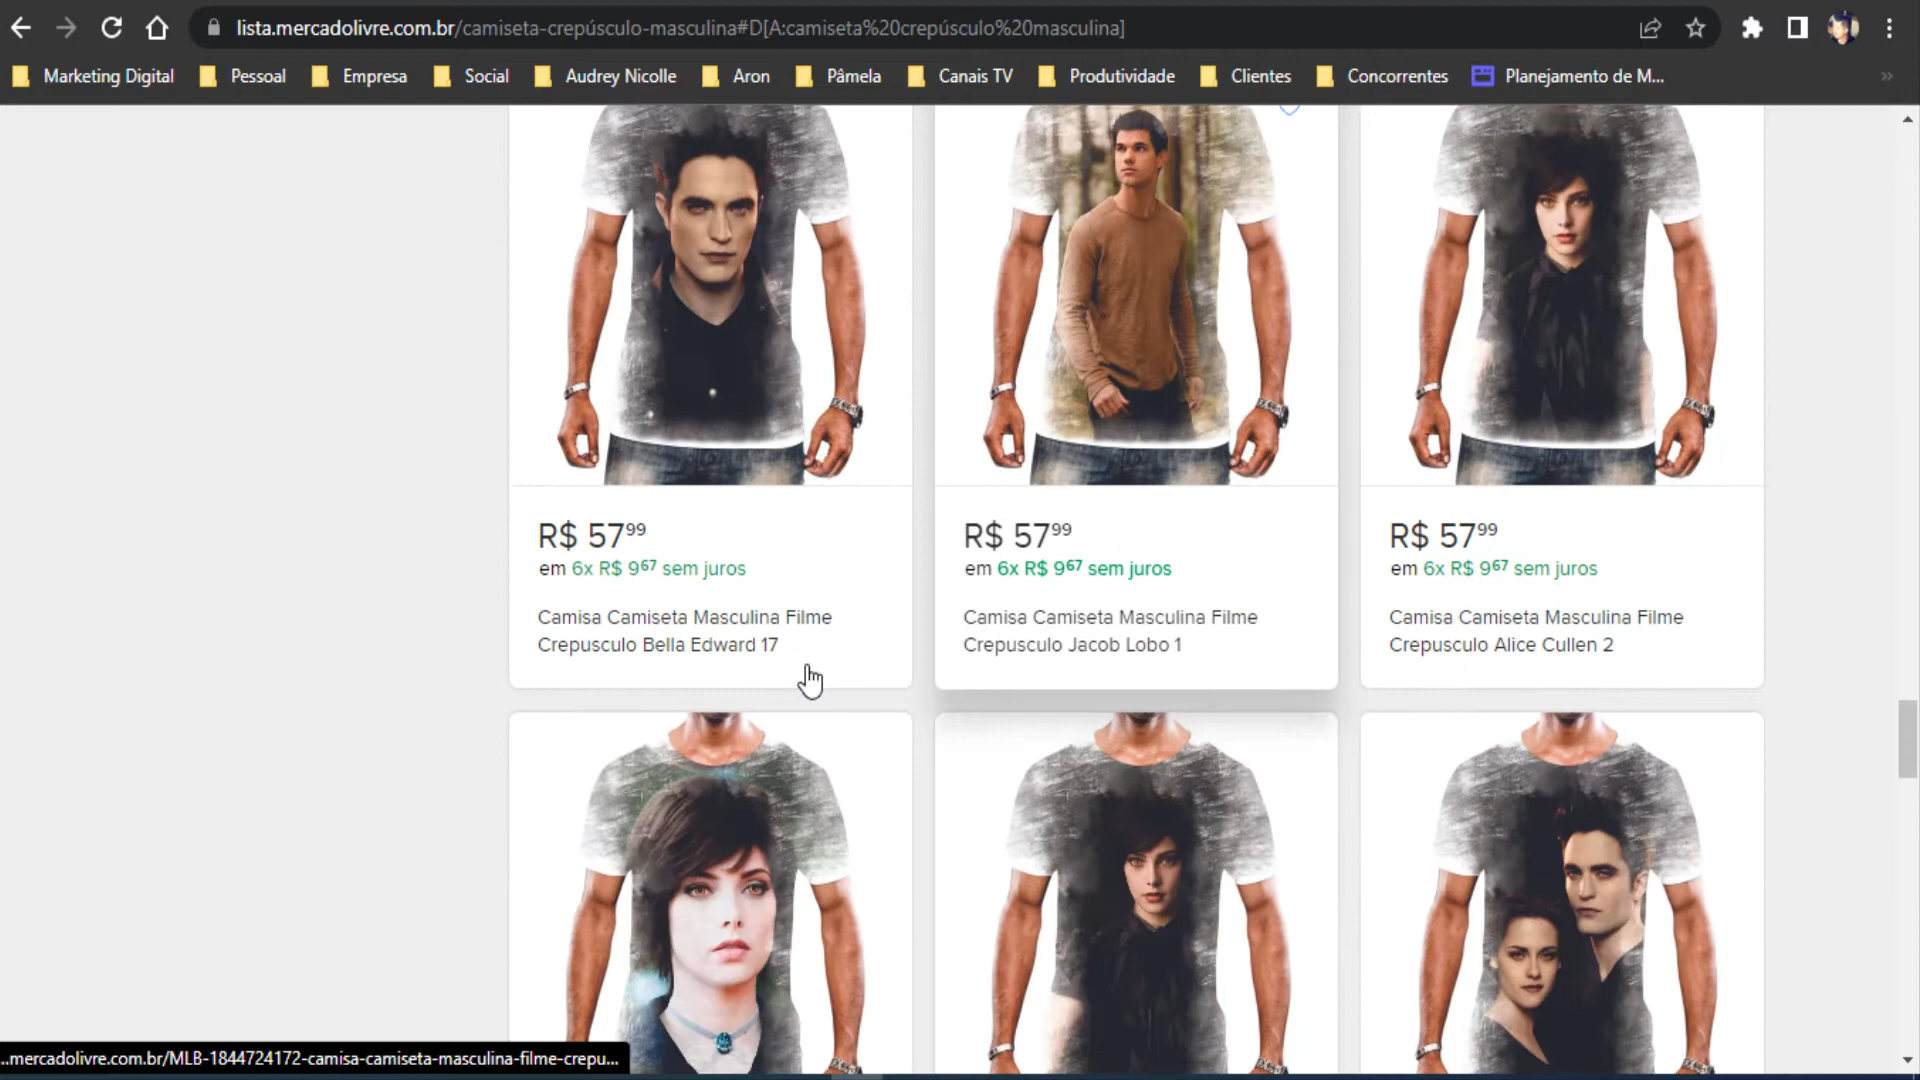 lista.mercadolivre.com.br/camiseta-crepúsculo-masculina#D[A:camiseta%20crepúsculo%20masculina]
Marketing Digital Pessoal Empresa Social Audrey Nicolle Aron Pâmela Canais TV Produtividade Clientes Concorrentes Planejamento de M...
R$ 57⁹⁹
em 6x R$ 9⁶⁷ sem juros
Camisa Camiseta Masculina Filme
Crepusculo Bella Edward 17
R$ 57⁹⁹
em 6x R$ 9⁶⁷ sem juros
Camisa Camiseta Masculina Filme
Crepusculo Jacob Lobo 1
R$ 57⁹⁹
em 6x R$ 9⁶⁷ sem juros
Camisa Camiseta Masculina Filme
Crepusculo Alice Cullen 2
...mercadolivre.com.br/MLB-1844724172-camisa-camiseta-masculina-filme-crepu...